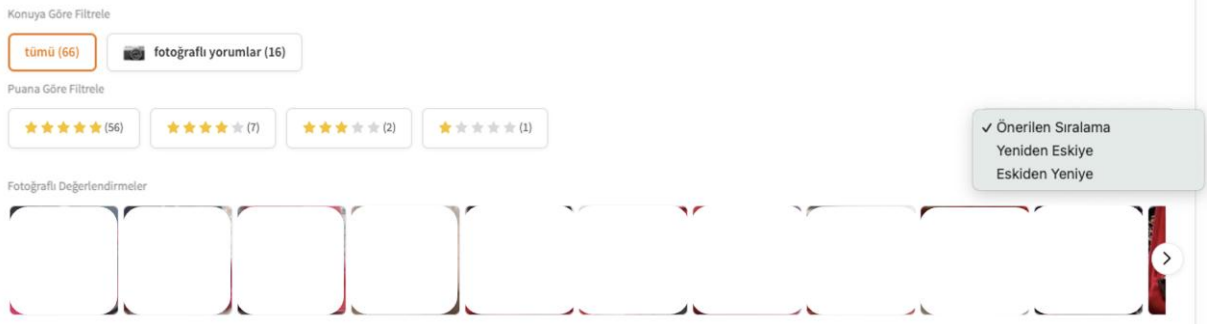 Konuya Göre Filtrele
tümü (66)
fotoğraflı yorumlar (16)
Puana Göre Filtrele
(56)
(7)
(2)
(1)
✓ Önerilen Sıralama
Yeniden Eskiye
Eskiden Yeniye
Fotoğraflı Değerlendirmeler